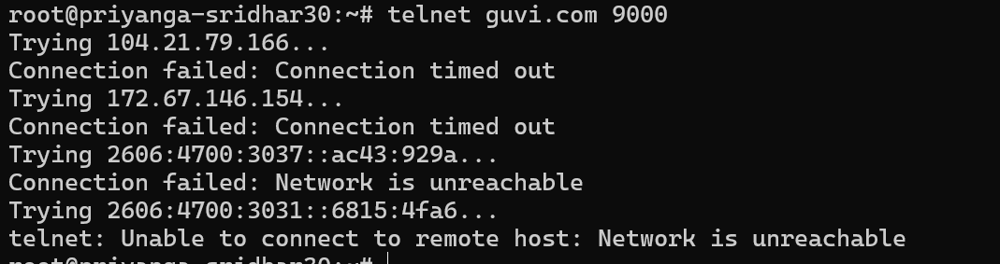 root@priyanga-sridhar30:~# telnet guvi.com 9000
Trying 104.21.79.166...
Connection failed: Connection timed out
Trying 172.67.146.154...
Connection failed: Connection timed out
Trying 2606:4700:3037::ac43:929a...
Connection failed: Network is unreachable
Trying 2606:4700:3031::6815:4fa6...
telnet: Unable to connect to remote host: Network is unreachable
root@priyanga-sridhar30:~#